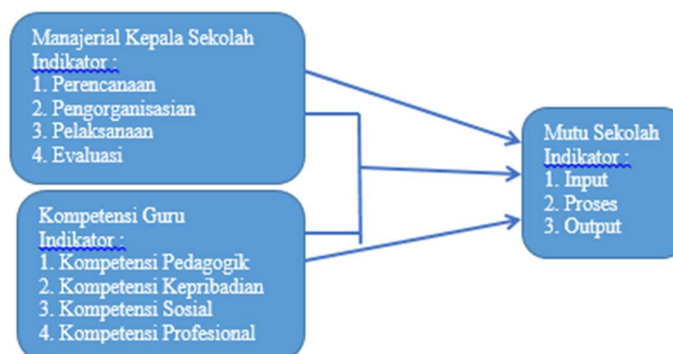 Manajerial Kepala Sekolah
Indikator :
1. Perencanaan
2. Pengorganisasian
3. Pelaksanaan
4. Evaluasi
Kompetensi Guru
Indikator :
1. Kompetensi Pedagogik
2. Kompetensi Kepribadian
3. Kompetensi Sosial
4. Kompetensi Profesional
Mutu Sekolah
Indikator :
1. Input
2. Proses
3. Output